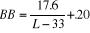 BB = 17.6 / (L − 33) + .20